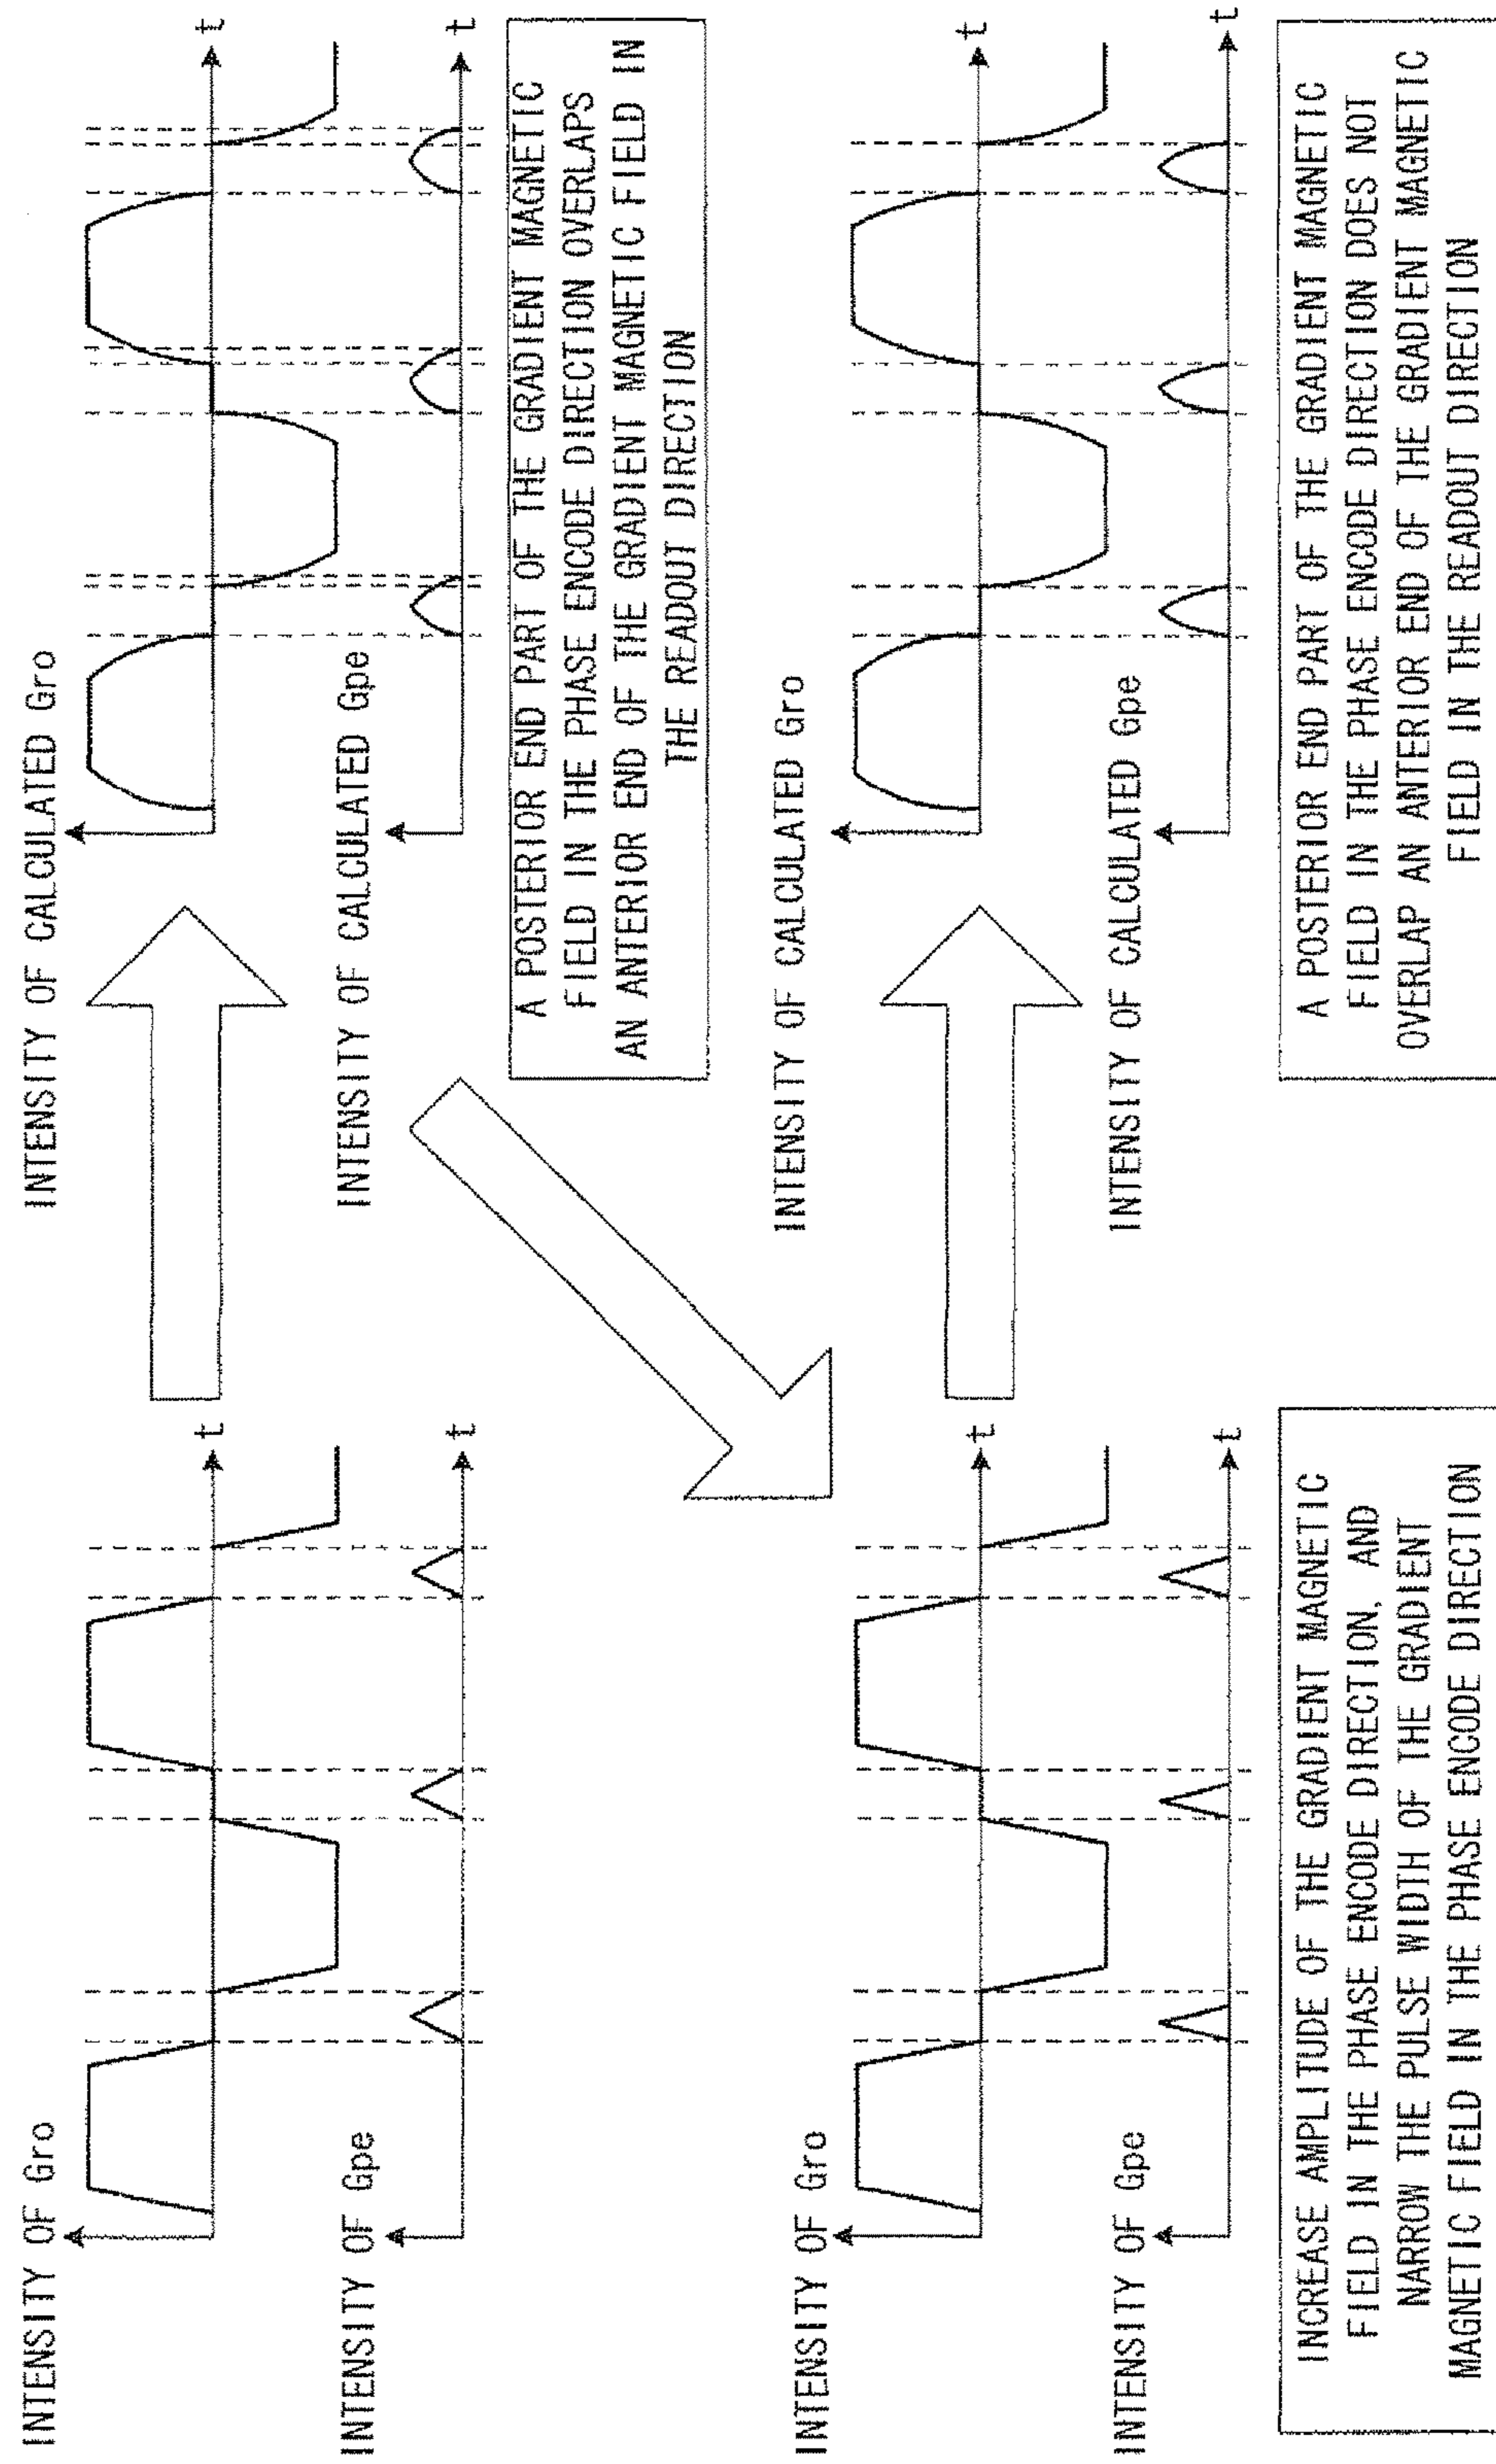 INTENSITY OF Gro
t
INTENSITY OF Gpe
t
INTENSITY OF CALCULATED Gro
t
INTENSITY OF CALCULATED Gpe
t
A POSTERIOR END PART OF THE GRADIENT MAGNETIC
FIELD IN THE PHASE ENCODE DIRECTION OVERLAPS
AN ANTERIOR END OF THE GRADIENT MAGNETIC FIELD IN
THE READOUT DIRECTION
INTENSITY OF Gro
t
INTENSITY OF Gpe
t
INCREASE AMPLITUDE OF THE GRADIENT MAGNETIC
FIELD IN THE PHASE ENCODE DIRECTION, AND
NARROW THE PULSE WIDTH OF THE GRADIENT
MAGNETIC FIELD IN THE PHASE ENCODE DIRECTION
INTENSITY OF CALCULATED Gro
t
INTENSITY OF CALCULATED Gpe
t
A POSTERIOR END PART OF THE GRADIENT MAGNETIC
FIELD IN THE PHASE ENCODE DIRECTION DOES NOT
OVERLAP AN ANTERIOR END OF THE GRADIENT MAGNETIC
FIELD IN THE READOUT DIRECTION